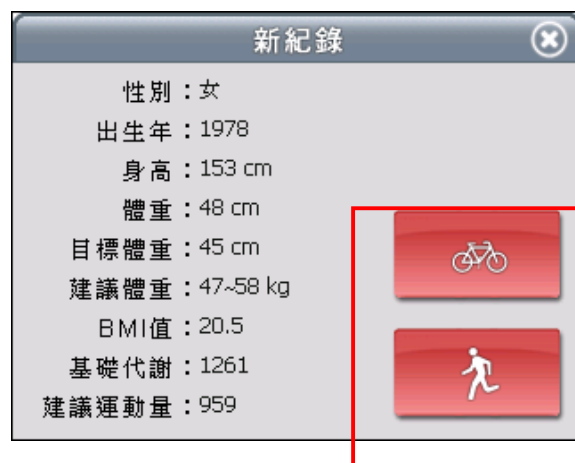 新紀錄
性別：女
出生年：1978
身高：153 cm
體重：48 cm
目標體重：45 cm
建議體重：47~58 kg
BMI值：20.5
基礎代謝：1261
建議運動量：959